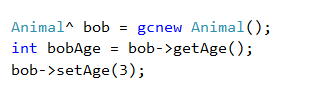 Animal^ bob = gcnew Animal();
int bobAge = bob->getAge();
bob->setAge(3);